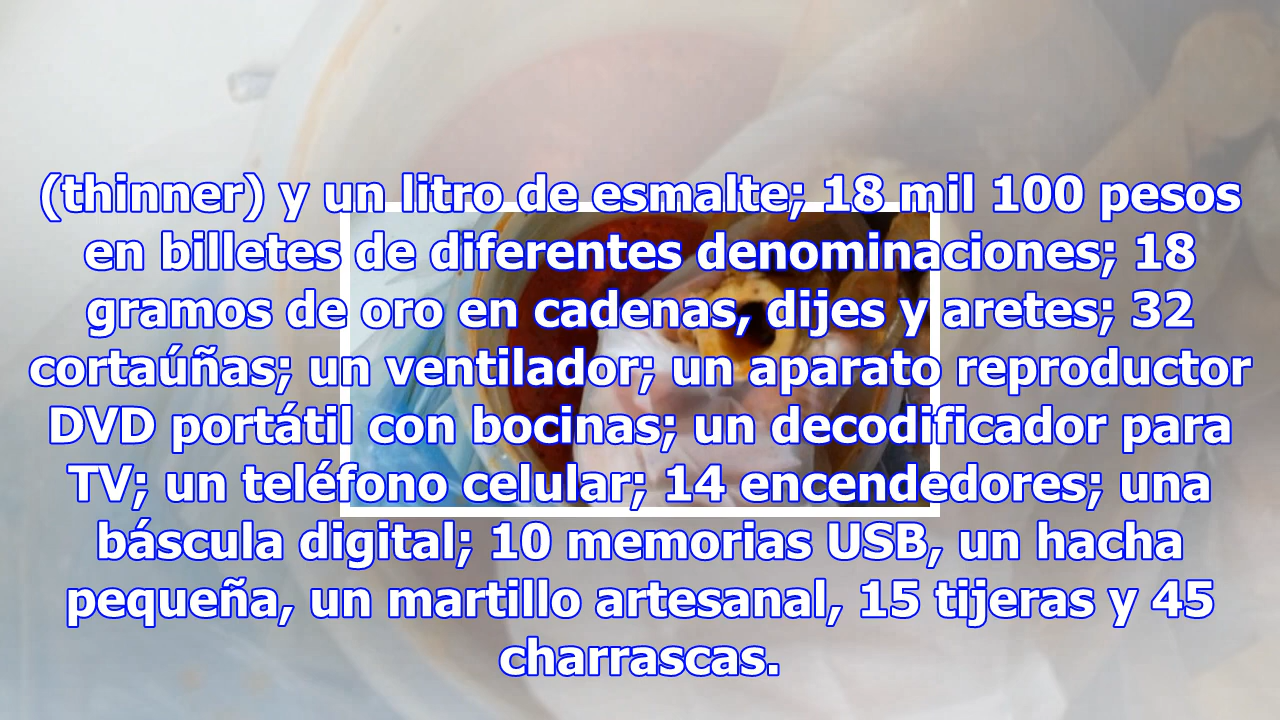 (thinner) y un litro de esmalte; 18 mil 100 pesos
en billetes de diferentes denominaciones; 18
gramos de oro en cadenas, dijes y aretes; 32
cortaúñas; un ventilador; un aparato reproductor
DVD portátil con bocinas; un decodificador para
TV; un teléfono celular; 14 encendedores; una
báscula digital; 10 memorias USB, un hacha
pequeña, un martillo artesanal, 15 tijeras y 45
charrascas.